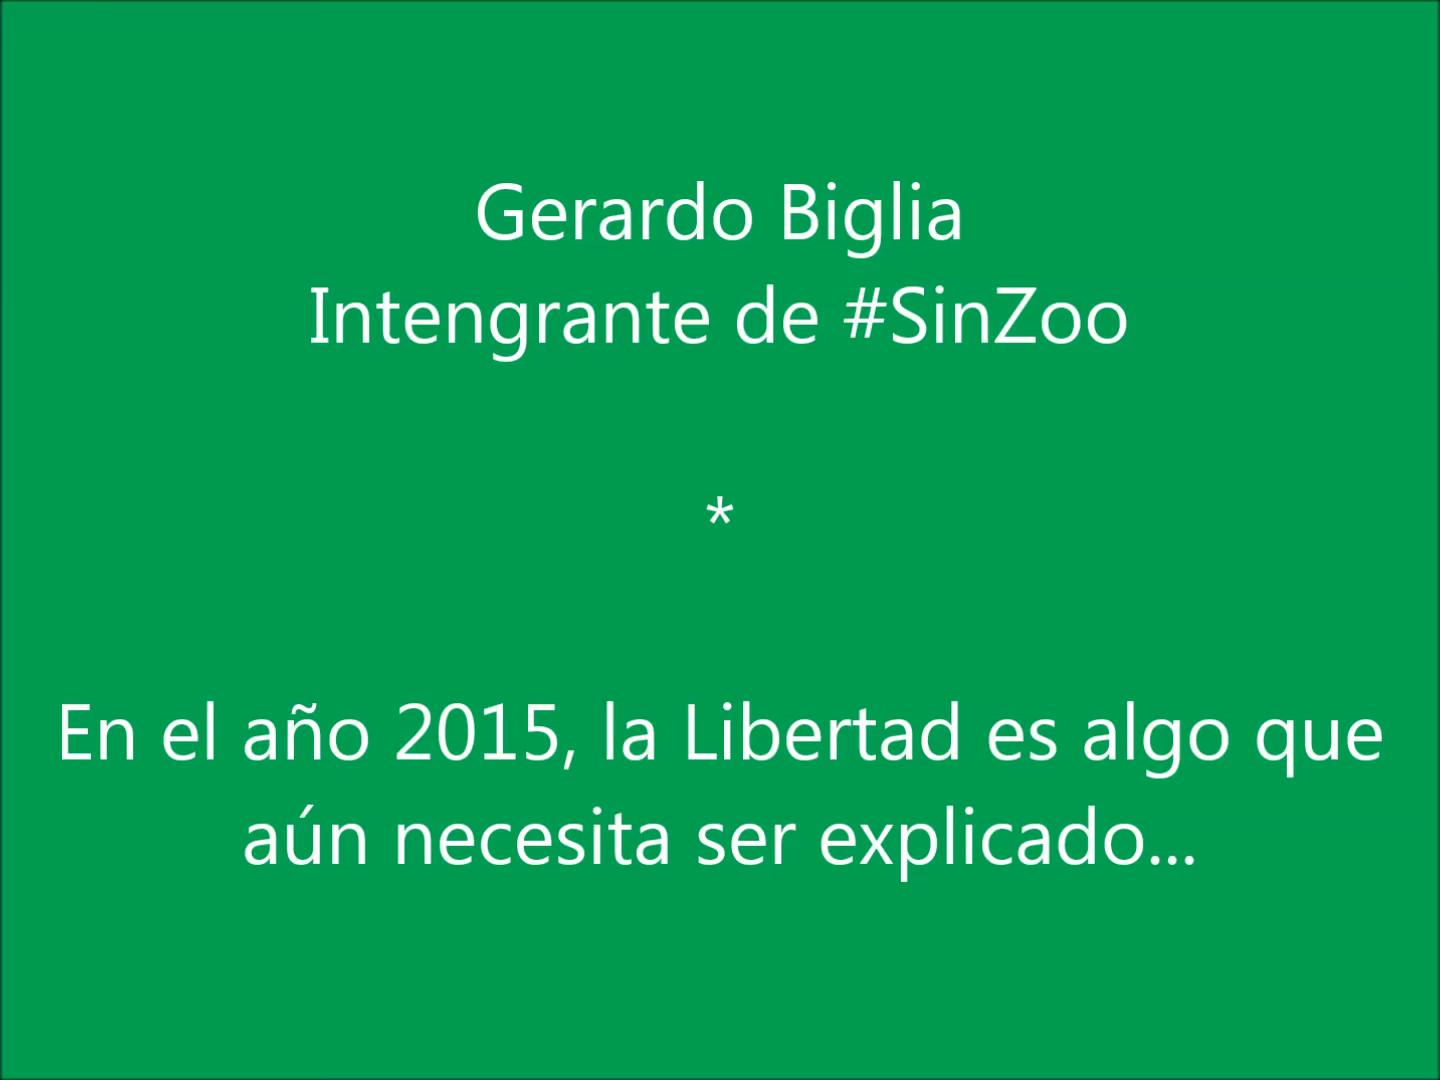 Gerardo Biglia
Intengrante de #SinZoo
*
En el año 2015, la Libertad es algo que
aún necesita ser explicado...